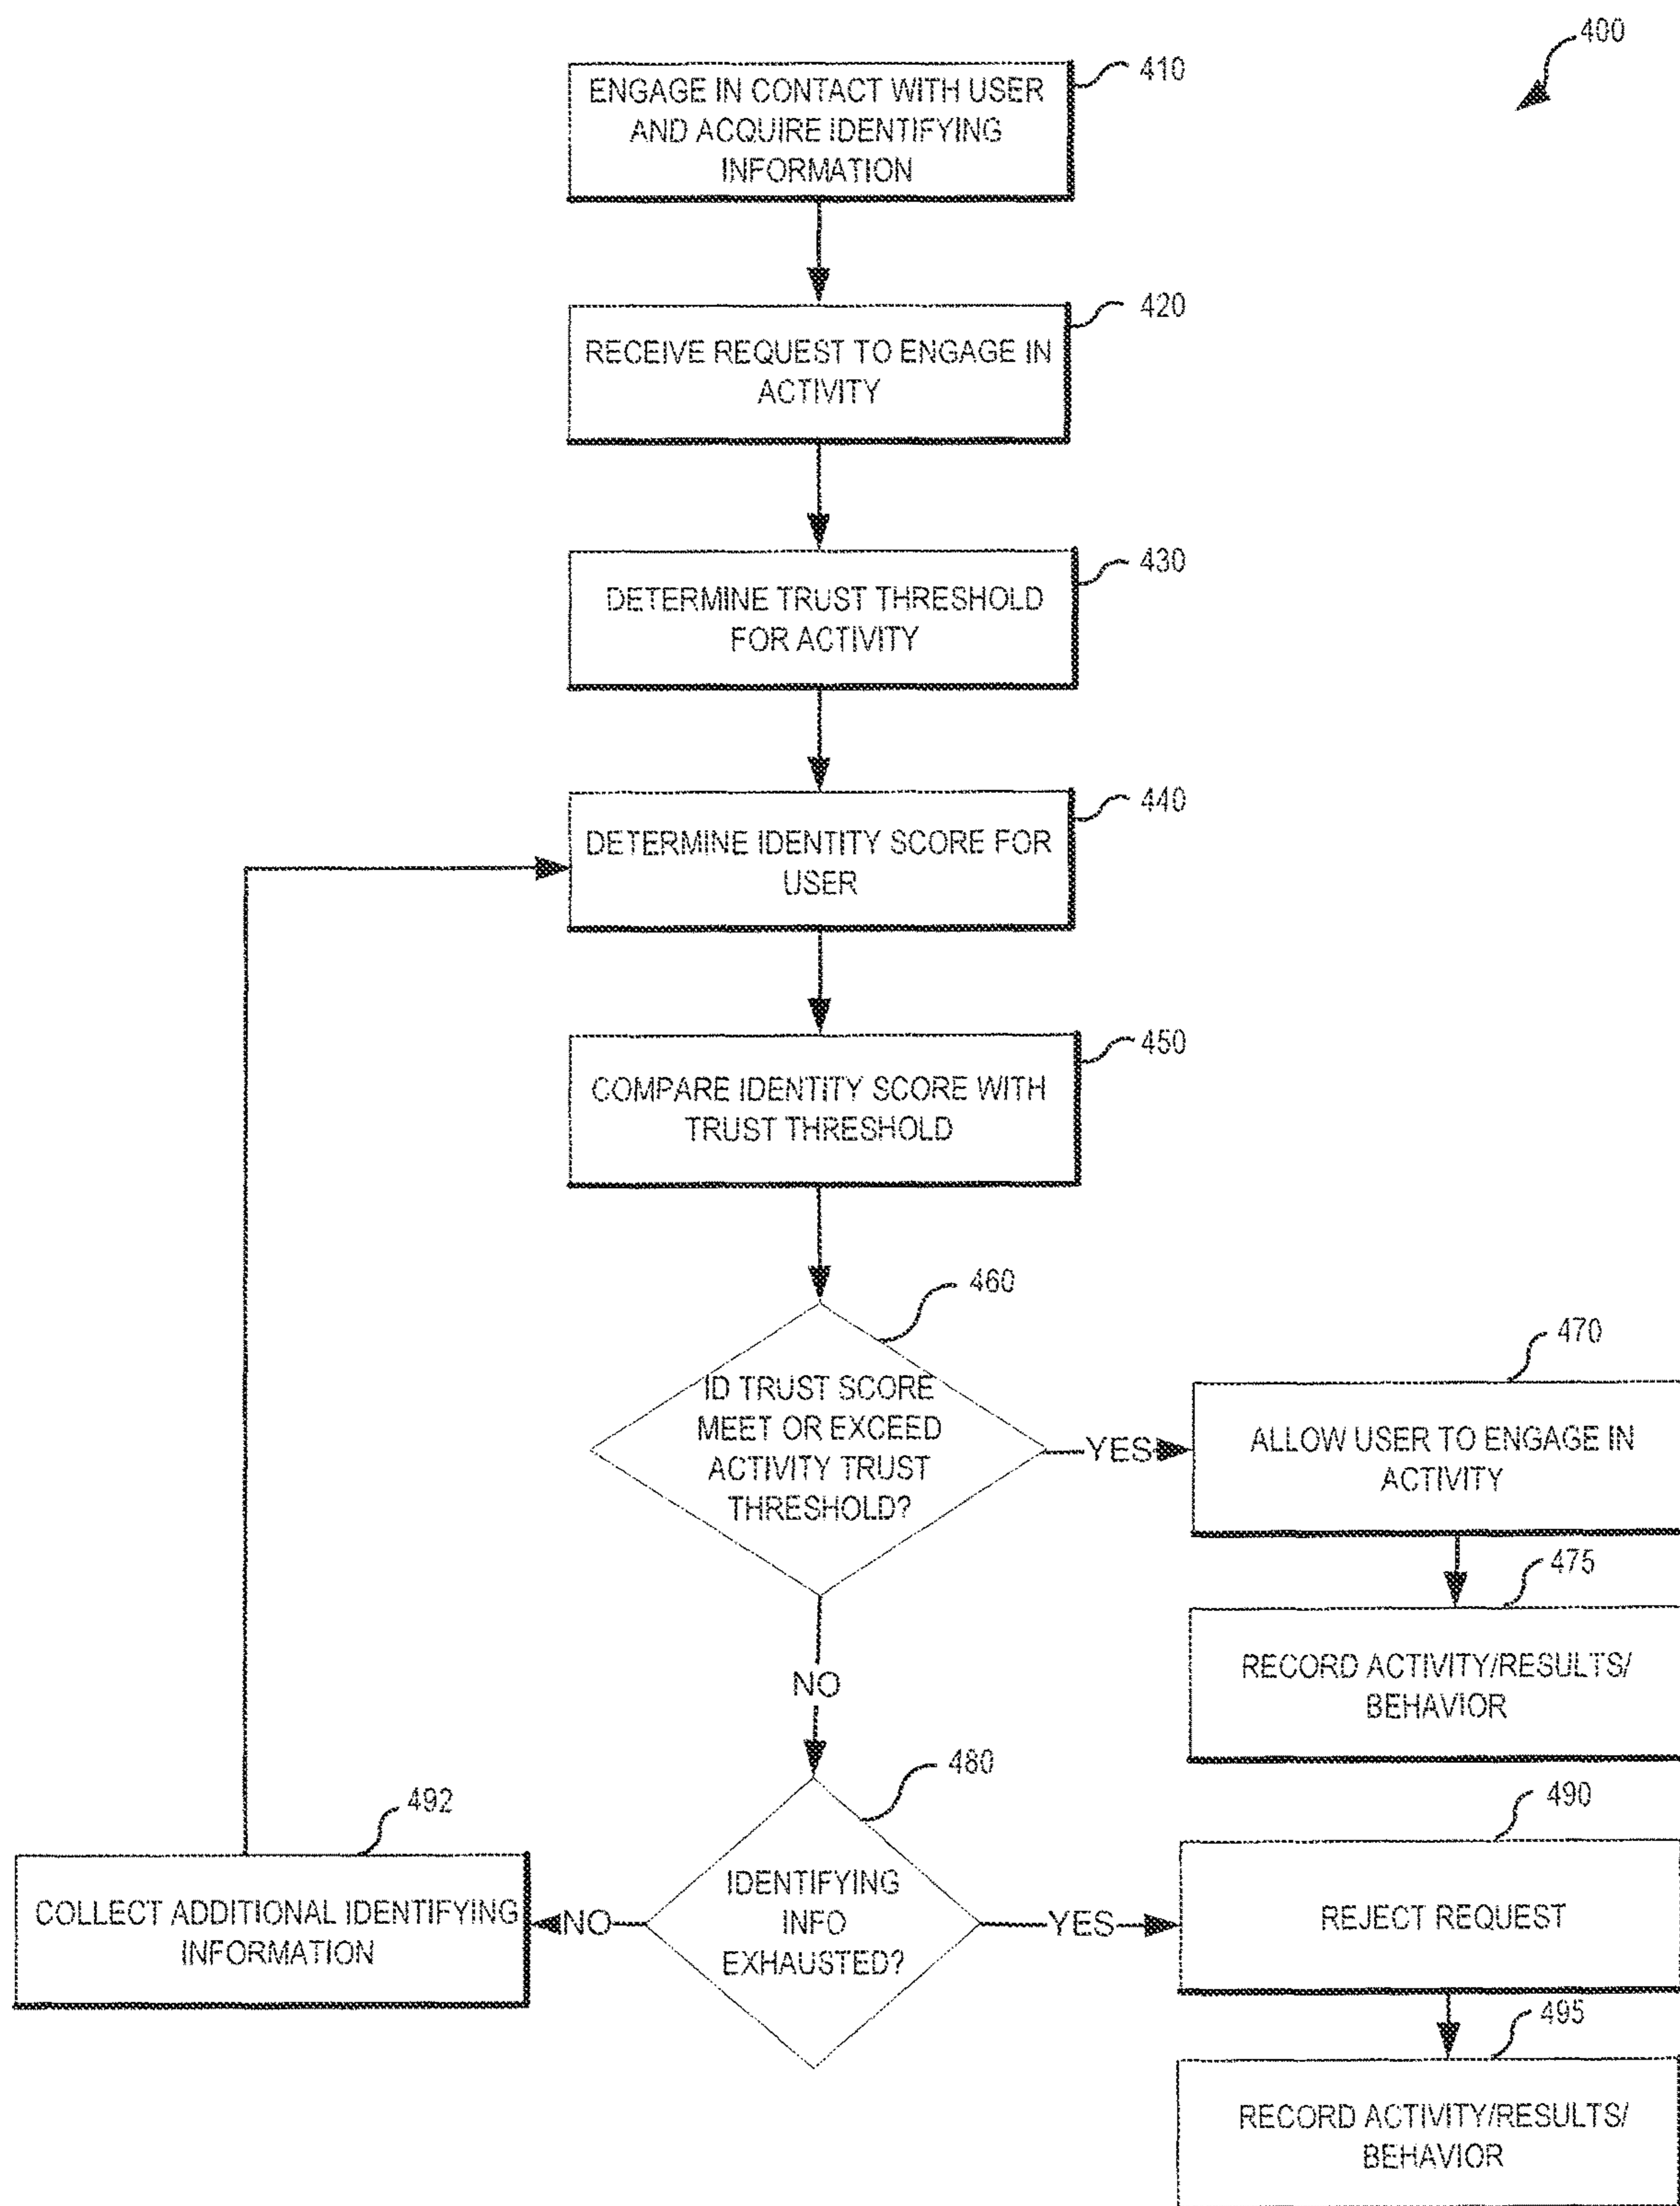 400
410
ENGAGE IN CONTACT WITH USER
AND ACQUIRE IDENTIFYING
INFORMATION
420
RECEIVE REQUEST TO ENGAGE IN
ACTIVITY
430
DETERMINE TRUST THRESHOLD
FOR ACTIVITY
440
DETERMINE IDENTITY SCORE FOR
USER
450
COMPARE IDENTITY SCORE WITH
TRUST THRESHOLD
460
ID TRUST SCORE
MEET OR EXCEED
ACTIVITY TRUST
THRESHOLD?
YES
470
ALLOW USER TO ENGAGE IN
ACTIVITY
475
RECORD ACTIVITY/RESULTS/
BEHAVIOR
NO
480
IDENTIFYING
INFO
EXHAUSTED?
NO
492
COLLECT ADDITIONAL IDENTIFYING
INFORMATION
YES
490
REJECT REQUEST
495
RECORD ACTIVITY/RESULTS/
BEHAVIOR